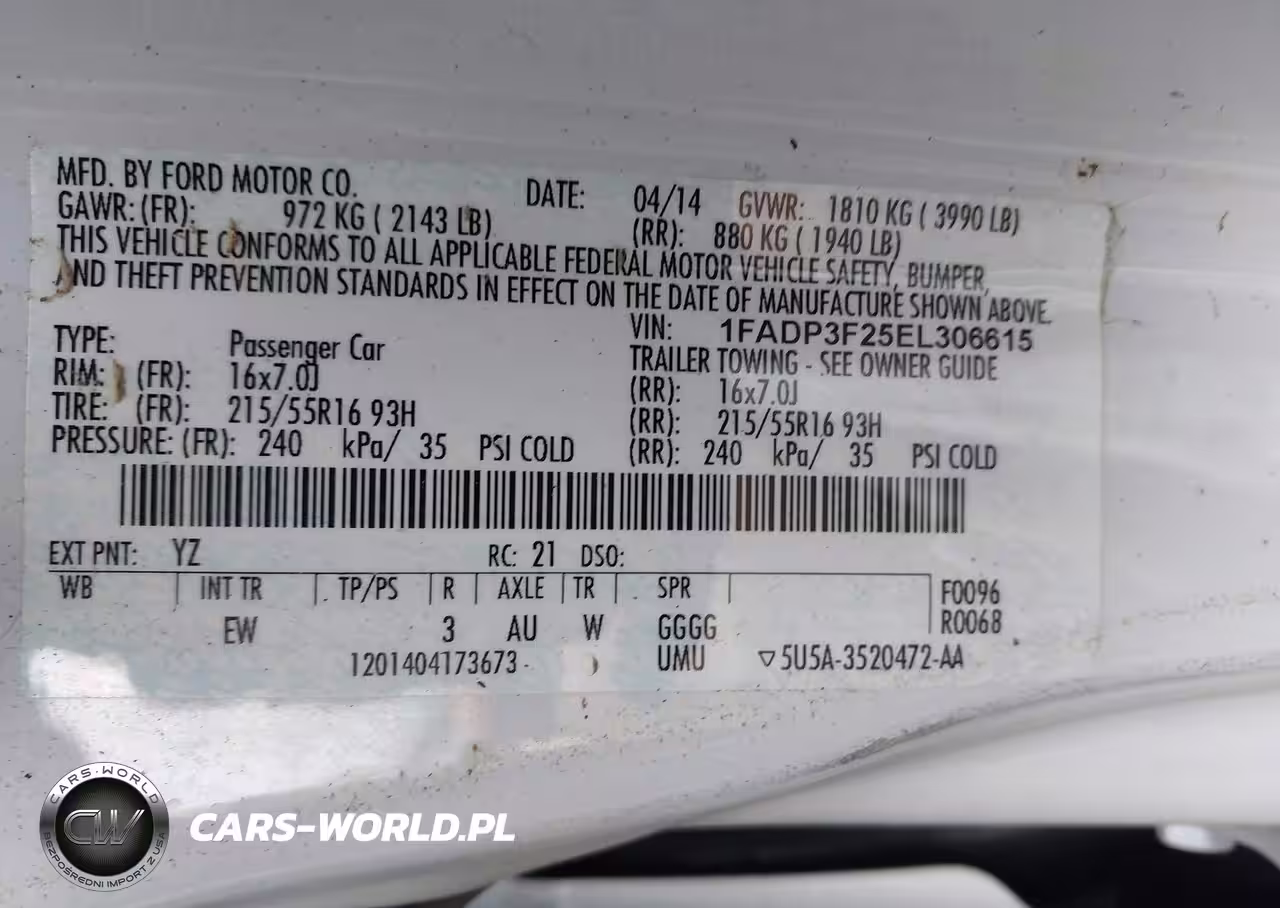 MFD. BY FORD MOTOR CO. DATE: 04/14 GVWR: 1810 KG ( 3990 LB)
GAWR: (FR): 972 KG ( 2143 LB) (RR): 880 KG ( 1940 LB)
THIS VEHICLE CONFORMS TO ALL APPLICABLE FEDERAL MOTOR VEHICLE SAFETY, BUMPER,
AND THEFT PREVENTION STANDARDS IN EFFECT ON THE DATE OF MANUFACTURE SHOWN ABOVE.
VIN: 1FADP3F25EL306615
TYPE: Passenger Car TRAILER TOWING - SEE OWNER GUIDE
RIM: (FR): 16x7.0J (RR): 16x7.0J
TIRE: (FR): 215/55R16 93H (RR): 215/55R16 93H
PRESSURE: (FR): 240 kPa/ 35 PSI COLD (RR): 240 kPa/ 35 PSI COLD
EXT PNT: YZ RC: 21 DSO:
WB INT TR TP/PS R AXLE TR SPR F0096
EW 3 AU W GGGG R0068
1201404173673 UMU ▽5U5A-3520472-AA
CARS-WORLD
CW
BEZPOŚREDNI IMPORT Z USA
CARS-WORLD.PL